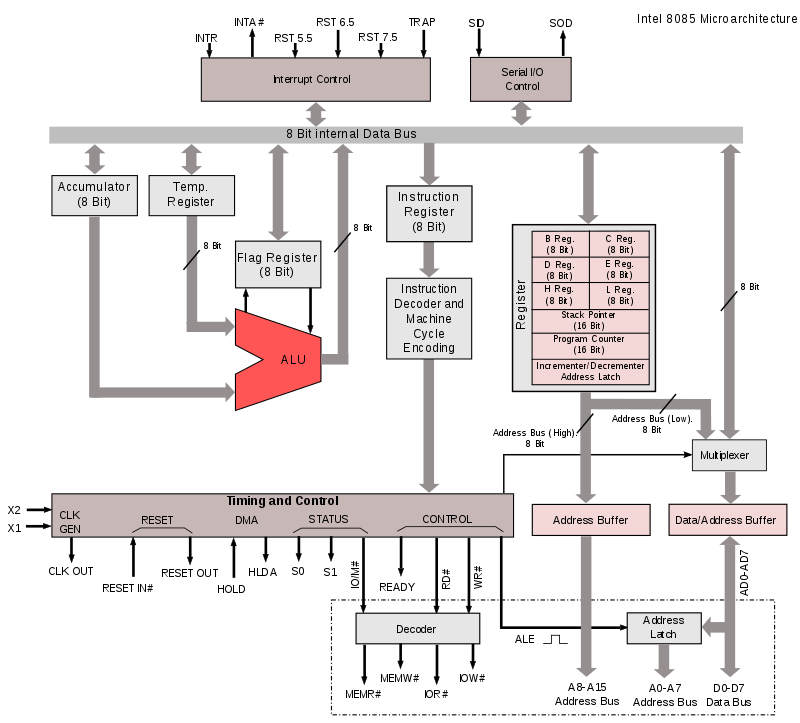 Intel 8085 Microarchitecture
INTR
INTA#
RST 5.5
RST 6.5
RST 7.5
TRAP
SID
SOD
Interrupt Control
Serial I/O
Control
8 Bit internal Data Bus
Accumulator
(8 Bit)
Temp.
Register
Flag Register
(8 Bit)
8 Bit
8 Bit
ALU
Instruction
Register
(8 Bit)
Instruction
Decoder and
Machine
Cycle
Encoding
Register
B Reg.
(8 Bit)
C Reg.
(8 Bit)
D Reg.
(8 Bit)
E Reg.
(8 Bit)
H Reg.
(8 Bit)
L Reg.
(8 Bit)
Stack Pointer
(16 Bit)
Program Counter
(16 Bit)
Incrementer/Decrementer
Address Latch
8 Bit
Address Bus (High).
8 Bit
Address Bus (Low).
8 Bit
Multiplexer
Timing and Control
X2
X1
CLK
GEN
RESET
DMA
STATUS
CONTROL
Address Buffer
Data/Address Buffer
CLK OUT
RESET IN#
RESET OUT
HOLD
HLDA
S0
S1
IO/M#
READY
RD#
WR#
AD0-AD7
Decoder
ALE
Address
Latch
MEMR#
MEMW#
IOR#
IOW#
A8-A15
Address Bus
A0-A7
Address Bus
D0-D7
Data Bus